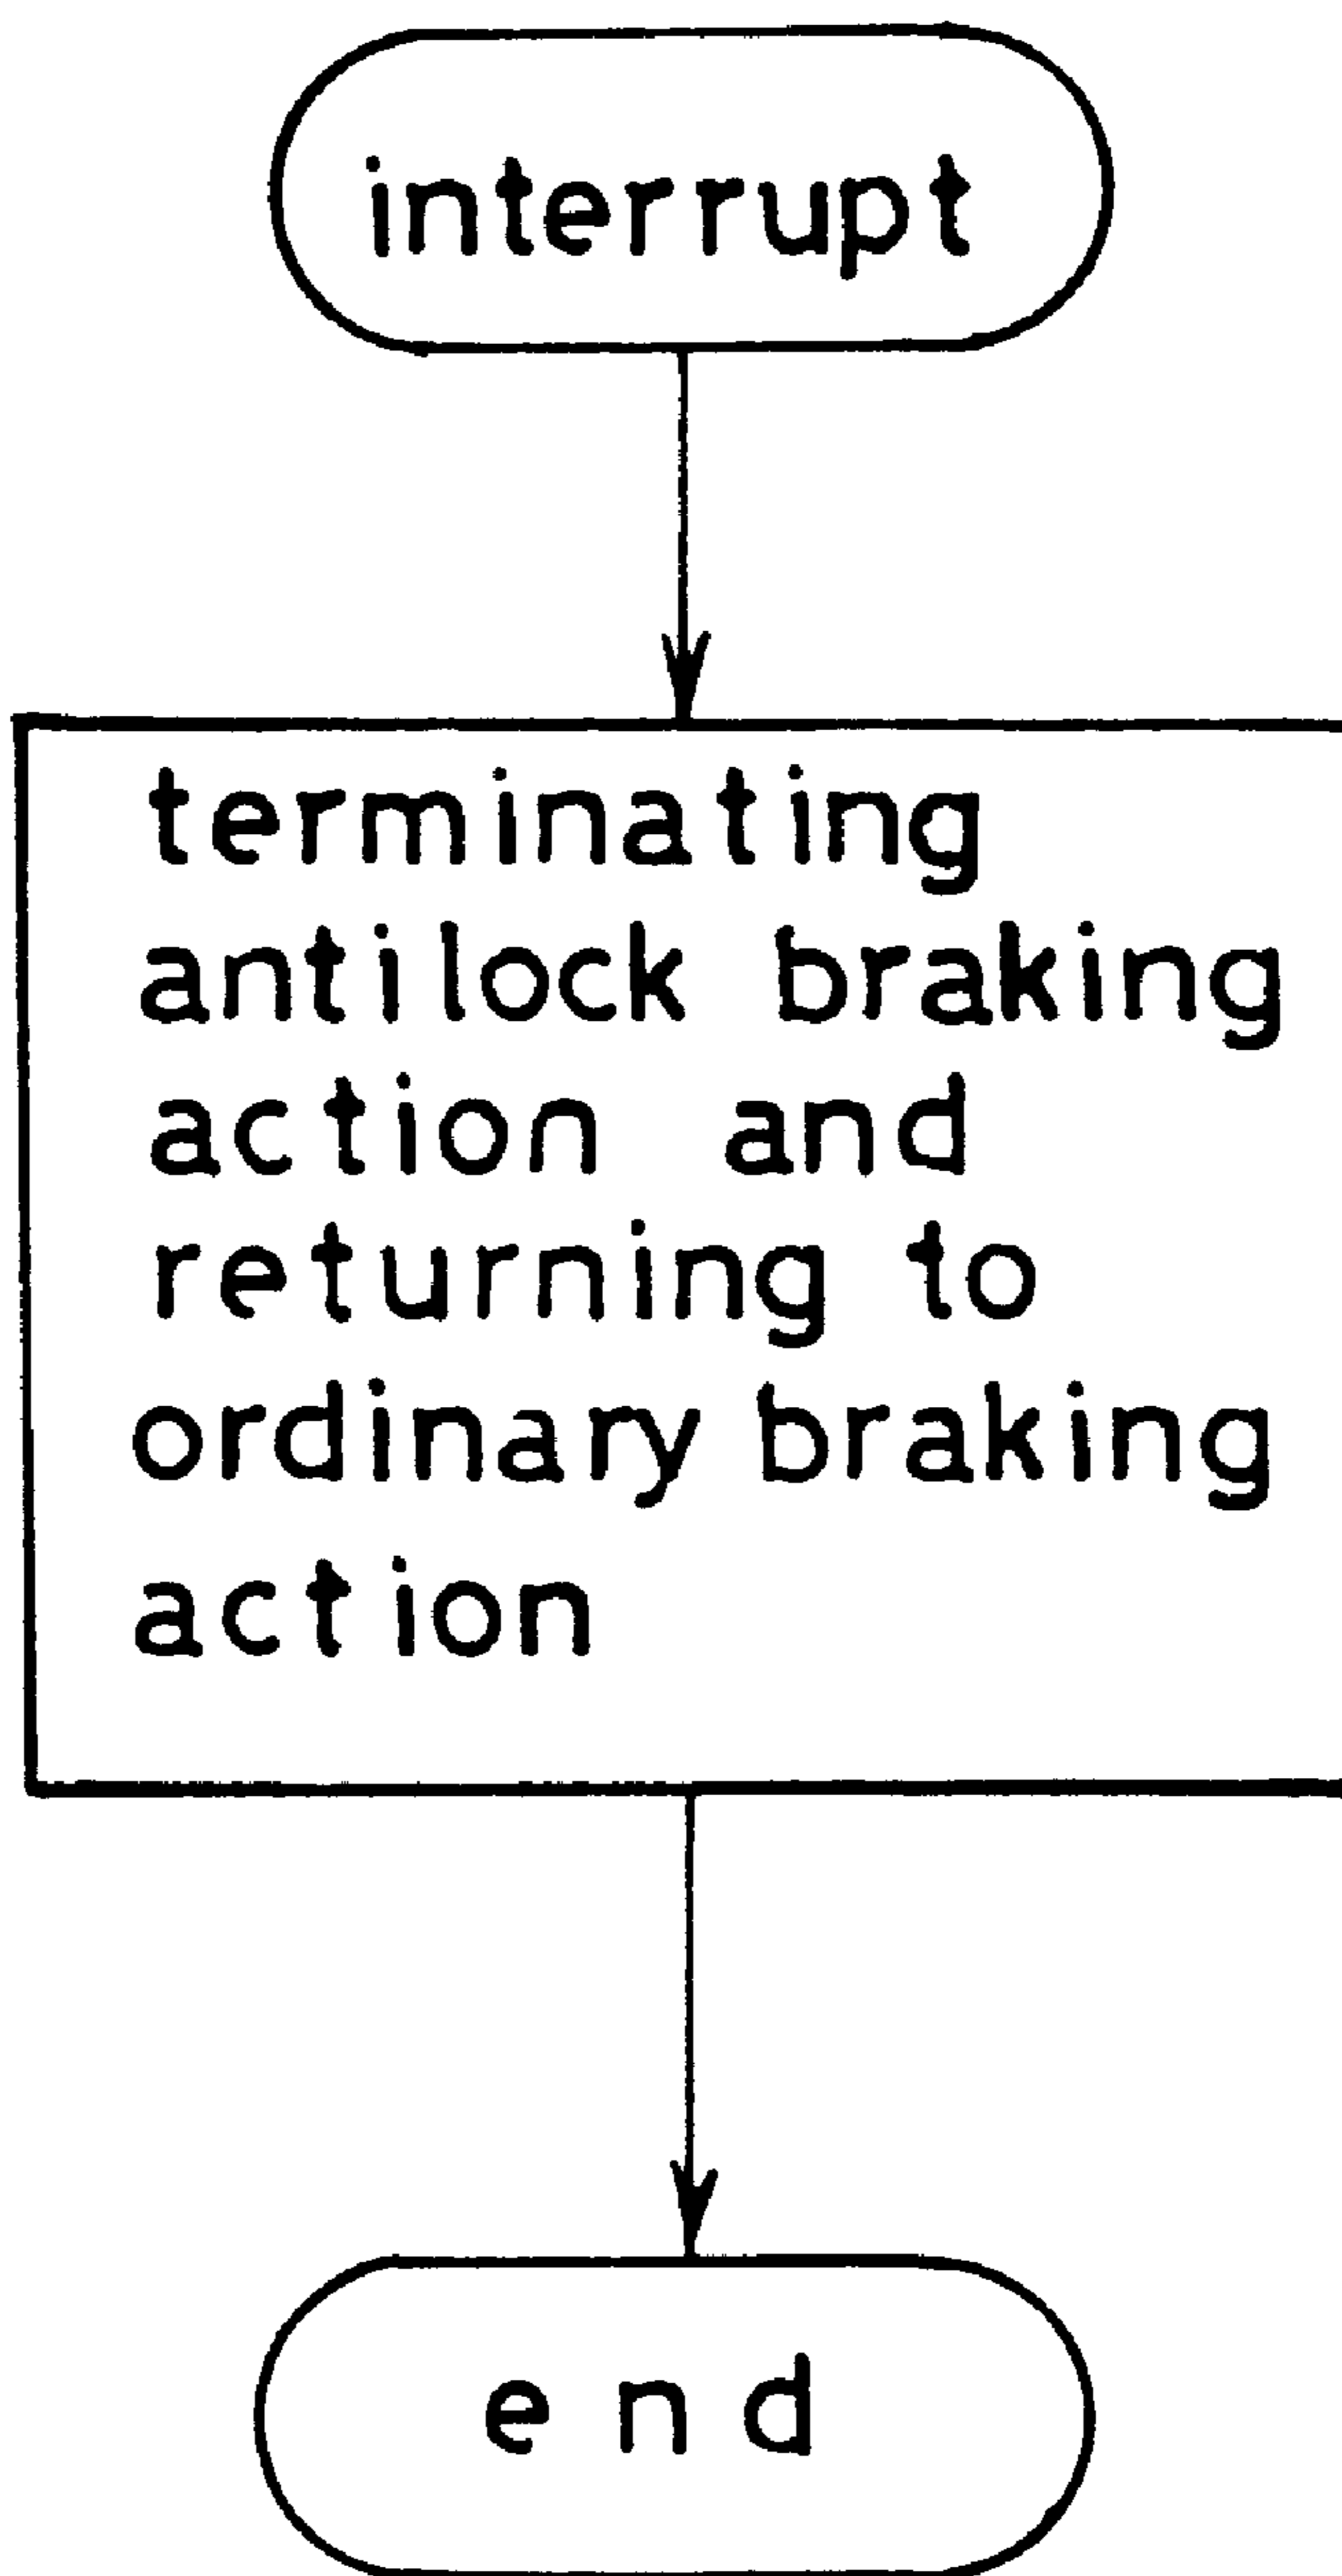 interrupt
terminating
antilock braking
action and
returning to
ordinary braking
action
end